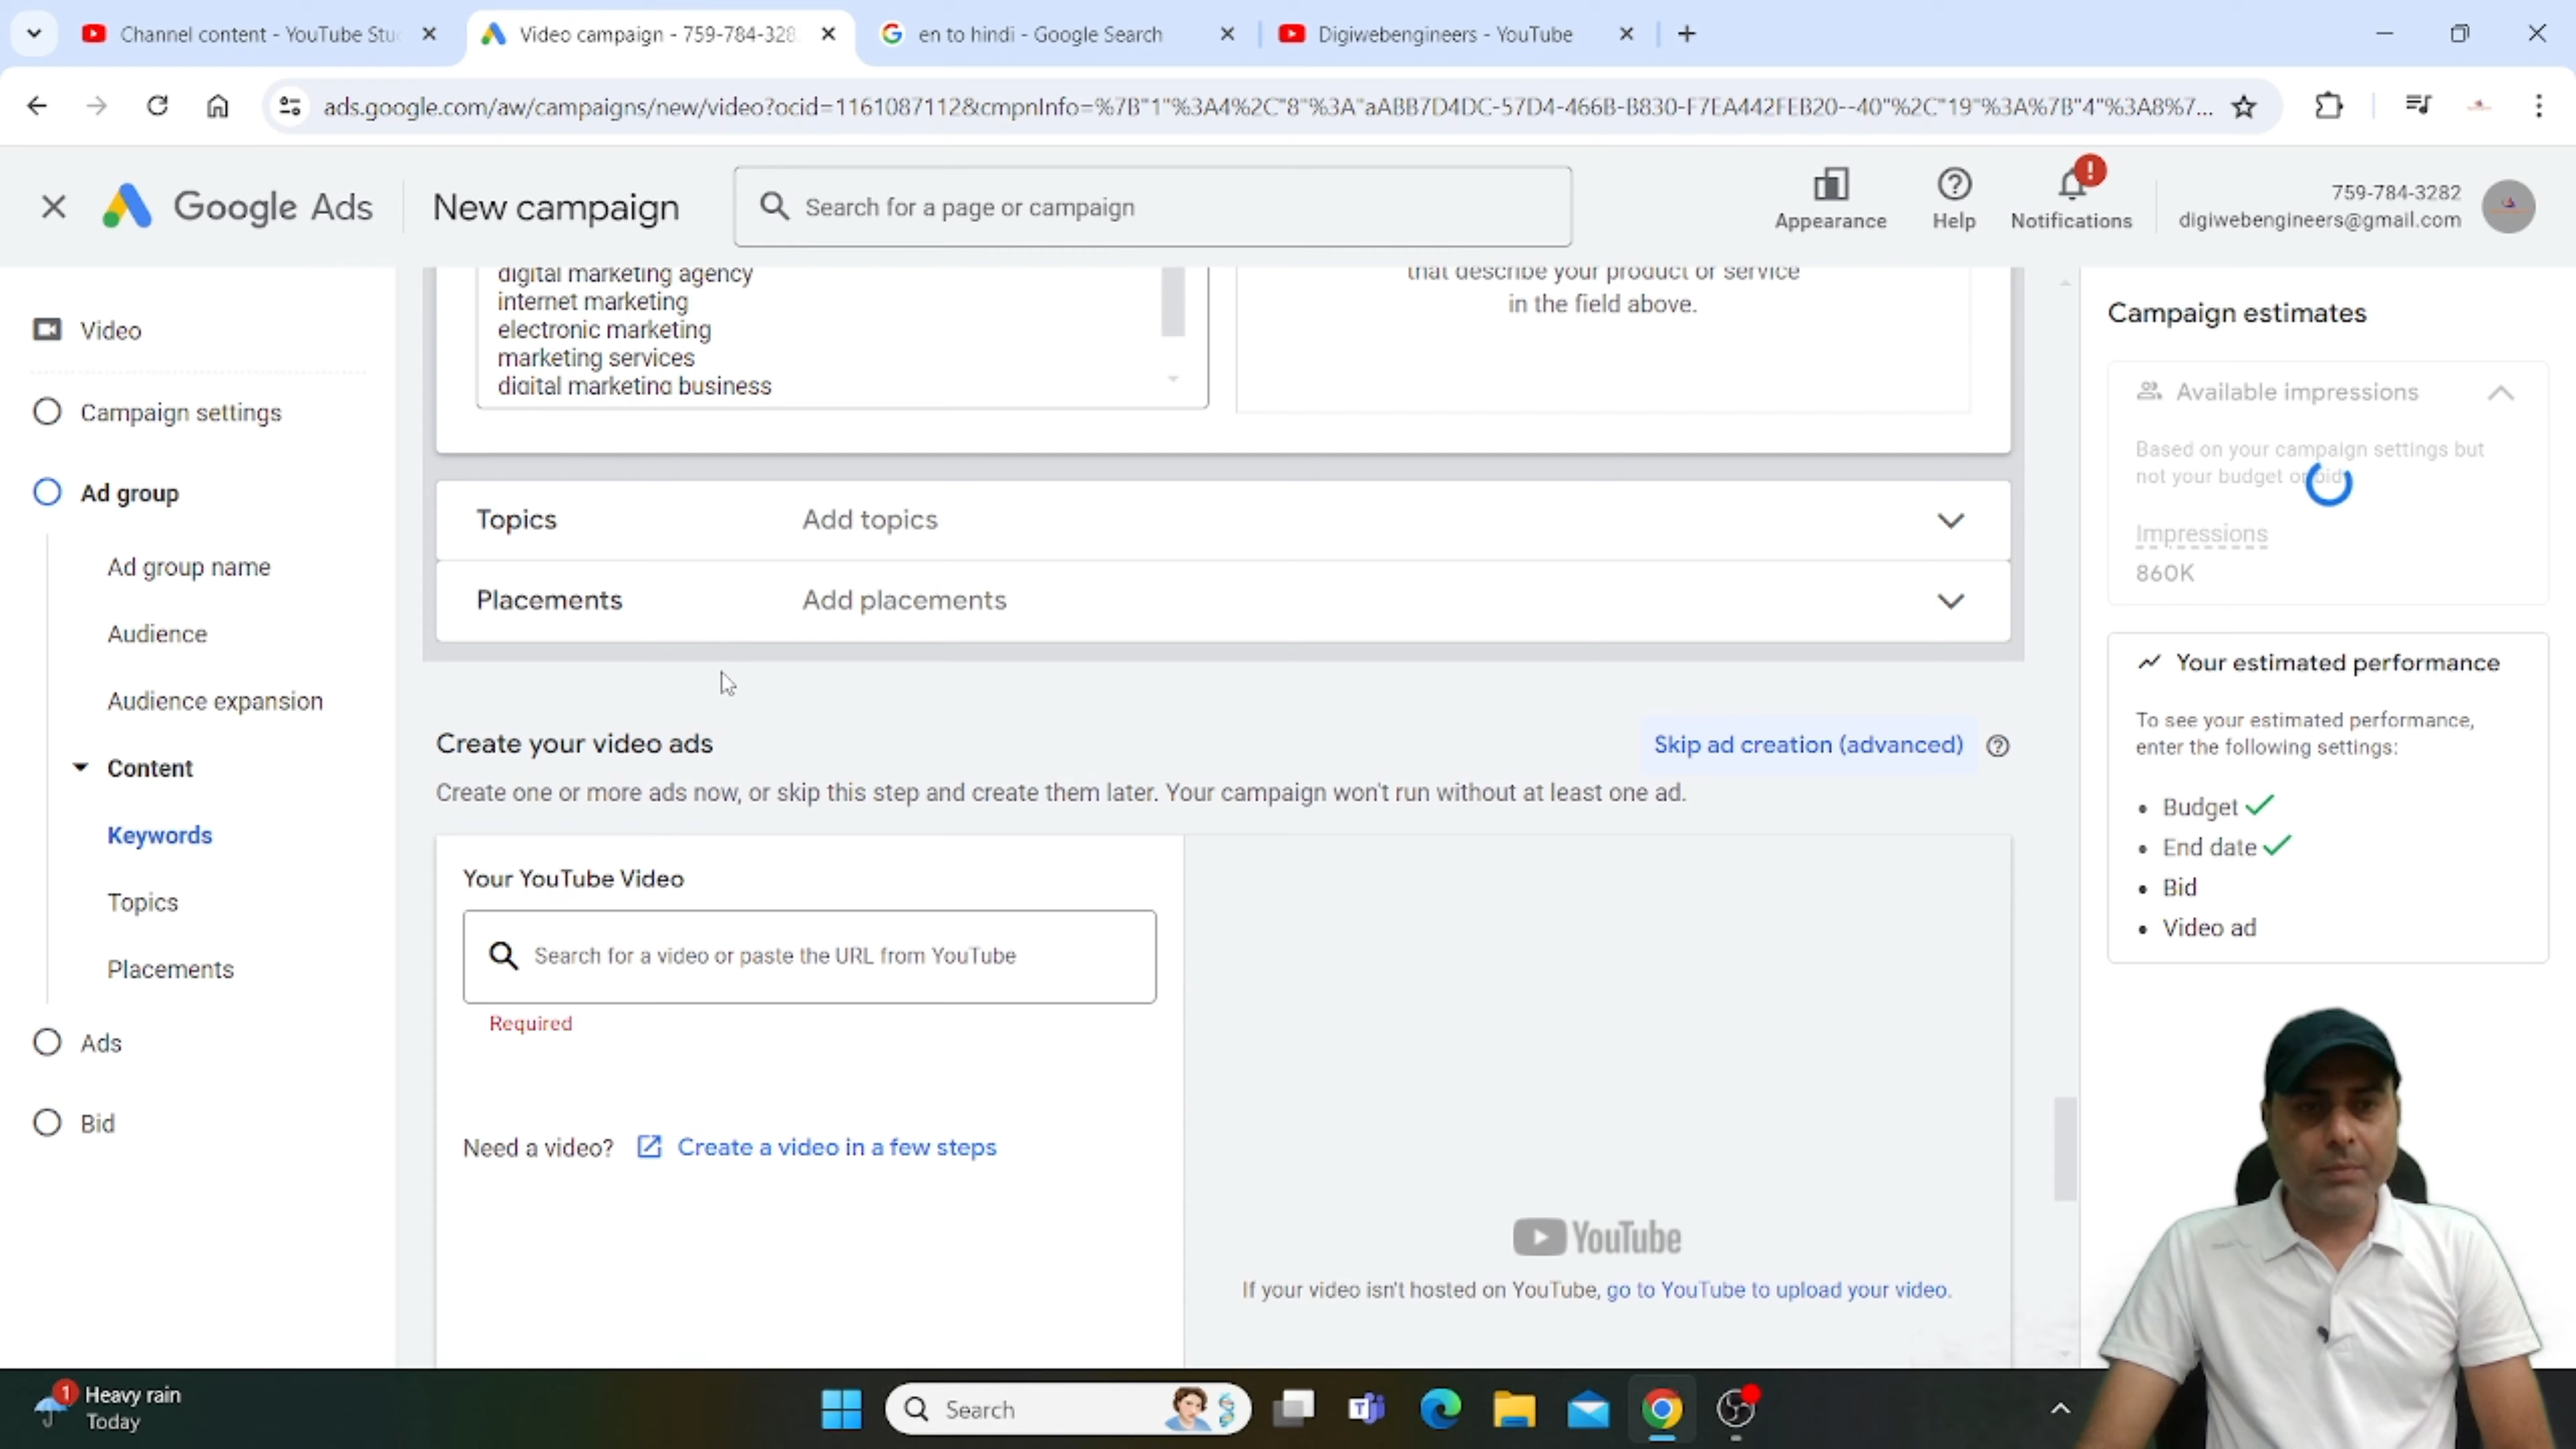 Channel content - YouTube Stu
Video campaign - 759-784-328
en to hindi - Google Search
Digiwebengineers - YouTube
ads.google.com/aw/campaigns/new/video?ocid=1161087112&cmpnInfo=%7B"1"%3A4%2C"8"%3A"aABB7D4DC-57D4-466B-B830-F7EA442FEB20--40"%2C"19"%3A%7B"4"%3A8%7...
Google Ads
New campaign
Search for a page or campaign
Appearance
Help
!
Notifications
759-784-3282
digiwebengineers@gmail.com
Video
Campaign settings
Ad group
Ad group name
Audience
Audience expansion
Content
Keywords
Topics
Placements
Ads
Bid
digital marketing agency
internet marketing
electronic marketing
marketing services
digital marketing business
that describe your product or service
in the field above.
Topics
Add topics
Placements
Add placements
Create your video ads
Skip ad creation (advanced)
Create one or more ads now, or skip this step and create them later. Your campaign won't run without at least one ad.
Your YouTube Video
Search for a video or paste the URL from YouTube
Required
Need a video?
Create a video in a few steps
YouTube
If your video isn't hosted on YouTube, go to YouTube to upload your video.
Campaign estimates
Available impressions
Based on your campaign settings but
not your budget or bid
Impressions
860K
Your estimated performance
To see your estimated performance,
enter the following settings:
Budget
End date
Bid
Video ad
1
Heavy rain
Today
Search